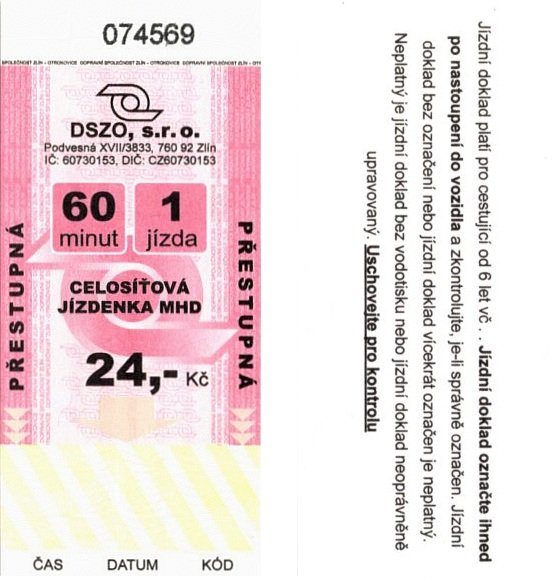 074569
SPOLEČNOST ZLÍN - OTROKOVICE DOPRAVNÍ SPOLEČNOST ZLÍN - OTROKOVICE DOPRAVNÍ SPOLEČNOST ZLÍN - OTROKOVICE
DSZO, s.r.o.
Podvesná XVII/3833, 760 92 Zlín
IČ: 60730153, DIČ: CZ60730153
60 minut
1 jízda
PŘESTUPNÁ
PŘESTUPNÁ
CELOSÍŤOVÁ
JÍZDENKA MHD
24,- Kč
ČAS DATUM KÓD
Jízdní doklad platí pro cestující od 6 let vč . . Jízdní doklad označte ihned
po nastoupení do vozidla a zkontrolujte, je-li správně označen. Jízdní
doklad bez označení nebo jízdní doklad vícekrát označen je neplatný.
Neplatný je jízdní doklad bez vodotisku nebo jízdní doklad neoprávněně
upravovaný. Uschovejte pro kontrolu